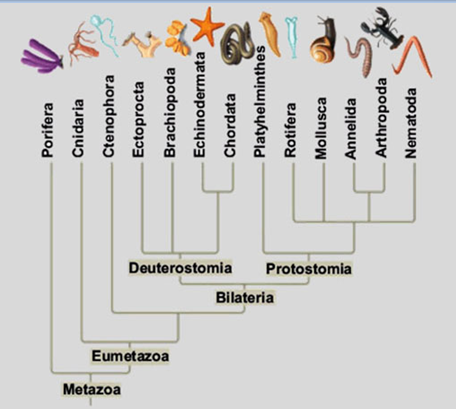 Porifera
Cnidaria
Ctenophora
Ectoprocta
Brachiopoda
Echinodermata
Chordata
Platyhelminthes
Rotifera
Mollusca
Annelida
Arthropoda
Nematoda
Deuterostomia
Protostomia
Bilateria
Eumetazoa
Metazoa